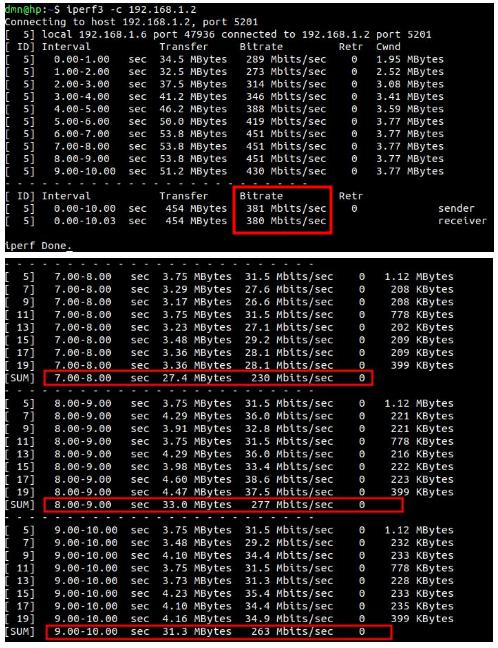 dmn@hp:~$ iperf3 -c 192.168.1.2
Connecting to host 192.168.1.2, port 5201
[  5] local 192.168.1.6 port 47936 connected to 192.168.1.2 port 5201
[ ID] Interval           Transfer     Bitrate         Retr  Cwnd
[  5]   0.00-1.00   sec  34.5 MBytes   289 Mbits/sec    0   1.95 MBytes
[  5]   1.00-2.00   sec  32.5 MBytes   273 Mbits/sec    0   2.52 MBytes
[  5]   2.00-3.00   sec  37.5 MBytes   314 Mbits/sec    0   3.08 MBytes
[  5]   3.00-4.00   sec  41.2 MBytes   346 Mbits/sec    0   3.41 MBytes
[  5]   4.00-5.00   sec  46.2 MBytes   388 Mbits/sec    0   3.59 MBytes
[  5]   5.00-6.00   sec  50.0 MBytes   419 Mbits/sec    0   3.77 MBytes
[  5]   6.00-7.00   sec  53.8 MBytes   451 Mbits/sec    0   3.77 MBytes
[  5]   7.00-8.00   sec  53.8 MBytes   451 Mbits/sec    0   3.77 MBytes
[  5]   8.00-9.00   sec  53.8 MBytes   451 Mbits/sec    0   3.77 MBytes
[  5]   9.00-10.00  sec  51.2 MBytes   430 Mbits/sec    0   3.77 MBytes
- - - - - - - - - - - - - - - - - - - - - - - - -
[ ID] Interval           Transfer     Bitrate         Retr
[  5]   0.00-10.00  sec   454 MBytes   381 Mbits/sec    0             sender
[  5]   0.00-10.03  sec   454 MBytes   380 Mbits/sec                  receiver
iperf Done.
- - - - - - - - - - - - - - - - - - - - - - - - -
[  5]   7.00-8.00   sec  3.75 MBytes  31.5 Mbits/sec    0   1.12 MBytes
[  7]   7.00-8.00   sec  3.29 MBytes  27.6 Mbits/sec    0    208 KBytes
[  9]   7.00-8.00   sec  3.17 MBytes  26.6 Mbits/sec    0    208 KBytes
[ 11]   7.00-8.00   sec  3.75 MBytes  31.5 Mbits/sec    0    778 KBytes
[ 13]   7.00-8.00   sec  3.23 MBytes  27.1 Mbits/sec    0    202 KBytes
[ 15]   7.00-8.00   sec  3.48 MBytes  29.2 Mbits/sec    0    209 KBytes
[ 17]   7.00-8.00   sec  3.36 MBytes  28.1 Mbits/sec    0    209 KBytes
[ 19]   7.00-8.00   sec  3.36 MBytes  28.1 Mbits/sec    0    399 KBytes
[SUM]   7.00-8.00   sec  27.4 MBytes   230 Mbits/sec    0
- - - - - - - - - - - - - - - - - - - - - - - - -
[  5]   8.00-9.00   sec  3.75 MBytes  31.5 Mbits/sec    0   1.12 MBytes
[  7]   8.00-9.00   sec  4.29 MBytes  36.0 Mbits/sec    0    221 KBytes
[  9]   8.00-9.00   sec  3.91 MBytes  32.8 Mbits/sec    0    221 KBytes
[ 11]   8.00-9.00   sec  3.75 MBytes  31.5 Mbits/sec    0    778 KBytes
[ 13]   8.00-9.00   sec  4.29 MBytes  36.0 Mbits/sec    0    216 KBytes
[ 15]   8.00-9.00   sec  3.98 MBytes  33.4 Mbits/sec    0    222 KBytes
[ 17]   8.00-9.00   sec  4.60 MBytes  38.6 Mbits/sec    0    223 KBytes
[ 19]   8.00-9.00   sec  4.47 MBytes  37.5 Mbits/sec    0    399 KBytes
[SUM]   8.00-9.00   sec  33.0 MBytes   277 Mbits/sec    0
- - - - - - - - - - - - - - - - - - - - - - - - -
[  5]   9.00-10.00  sec  3.75 MBytes  31.5 Mbits/sec    0   1.12 MBytes
[  7]   9.00-10.00  sec  3.48 MBytes  29.2 Mbits/sec    0    232 KBytes
[  9]   9.00-10.00  sec  4.10 MBytes  34.4 Mbits/sec    0    233 KBytes
[ 11]   9.00-10.00  sec  3.75 MBytes  31.5 Mbits/sec    0    778 KBytes
[ 13]   9.00-10.00  sec  3.73 MBytes  31.3 Mbits/sec    0    228 KBytes
[ 15]   9.00-10.00  sec  4.23 MBytes  35.4 Mbits/sec    0    233 KBytes
[ 17]   9.00-10.00  sec  4.10 MBytes  34.4 Mbits/sec    0    235 KBytes
[ 19]   9.00-10.00  sec  4.16 MBytes  34.9 Mbits/sec    0    399 KBytes
[SUM]   9.00-10.00  sec  31.3 MBytes   263 Mbits/sec    0